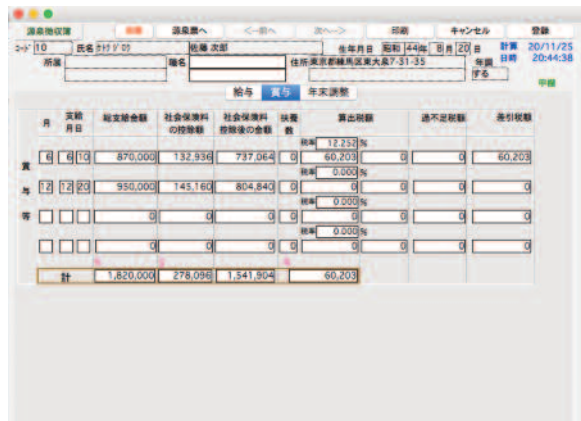 源泉徴収簿 源泉票へ <--前へ 次へ--> 印刷 キャンセル 登録
コード 10 氏名 ｻﾄｳ ｼﾞﾛｳ 佐藤 次郎 生年月日 昭和 44年 8月 20日 計算日時 20/11/25 20:44:38
所属 職名 住所 東京都練馬区東大泉7-31-35 年調 する
甲欄
給与 賞与 年末調整
月 支給月日 総支給金額 社会保険料の控除額 社会保険料控除後の金額 扶養数 算出税額 過不足税額 差引税額
税率 12.252 %
6 6 10 870,000 132,936 737,064 0 60,203 0 0 60,203
税率 0.000 %
12 12 20 950,000 145,160 804,840 0 0 0 0 0
税率 0.000 %
0 0 0 0 0 0 0 0
税率 0.000 %
0 0 0 0 0 0 0 0
賞与等
計 1,820,000 278,096 1,541,904 60,203